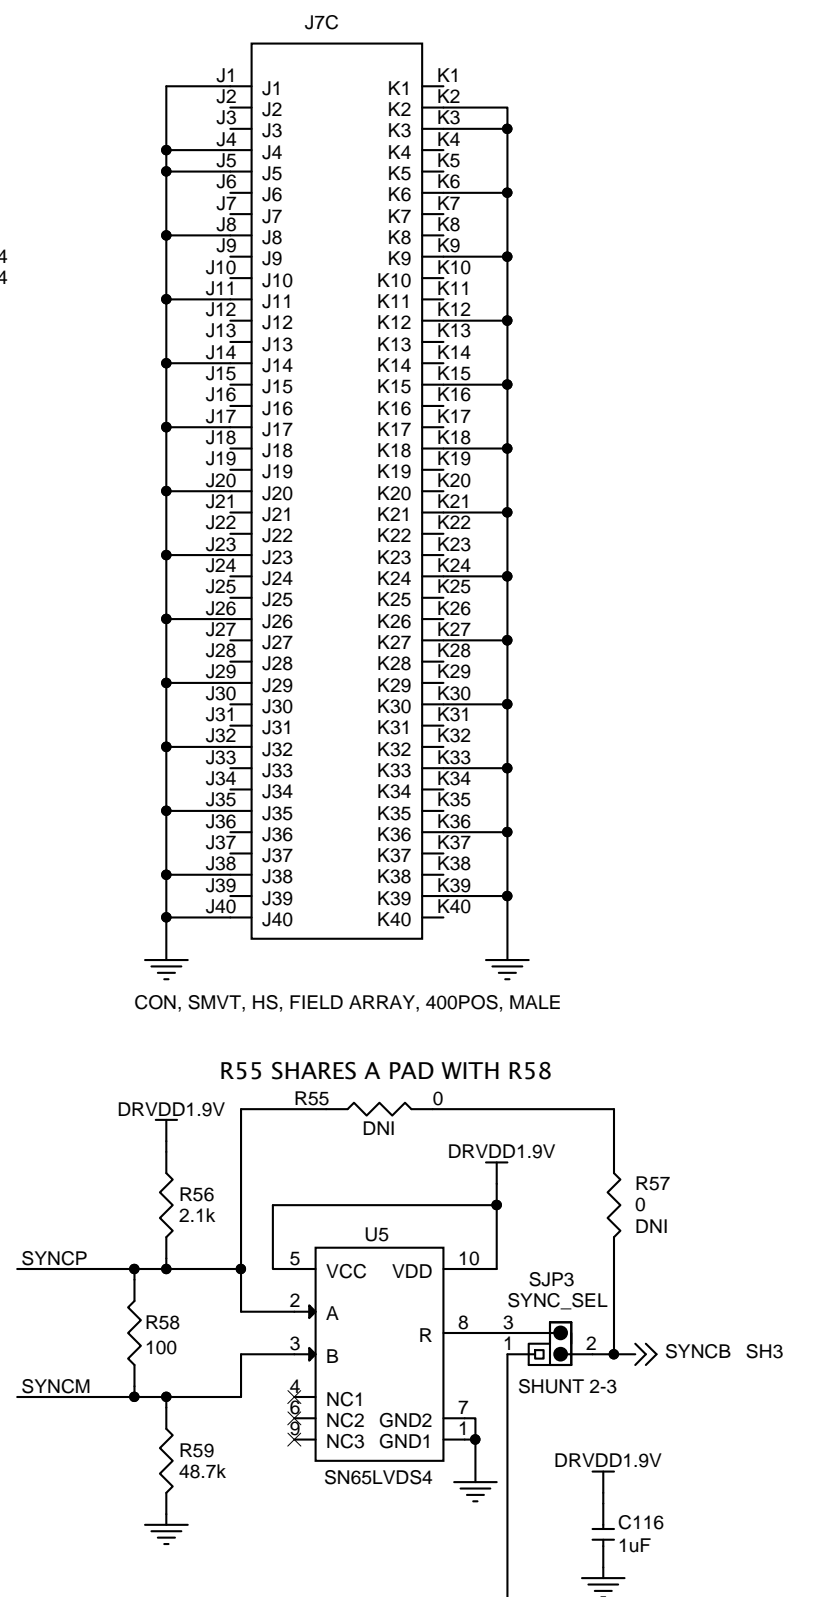 J7C
J1 J1 K1 K1
J2 J2 K2 K2
J3 J3 K3 K3
J4 J4 K4 K4
J5 J5 K5 K5
J6 J6 K6 K6
J7 J7 K7 K7
J8 J8 K8 K8
4
J9 J9 K9 K9
4
J10 J10 K10 K10
J11 J11 K11 K11
J12 J12 K12 K12
J13 J13 K13 K13
J14 J14 K14 K14
J15 J15 K15 K15
J16 J16 K16 K16
J17 J17 K17 K17
J18 J18 K18 K18
J19 J19 K19 K19
J20 J20 K20 K20
J21 J21 K21 K21
J22 J22 K22 K22
J23 J23 K23 K23
J24 J24 K24 K24
J25 J25 K25 K25
J26 J26 K26 K26
J27 J27 K27 K27
J28 J28 K28 K28
J29 J29 K29 K29
J30 J30 K30 K30
J31 J31 K31 K31
J32 J32 K32 K32
J33 J33 K33 K33
J34 J34 K34 K34
J35 J35 K35 K35
J36 J36 K36 K36
J37 J37 K37 K37
J38 J38 K38 K38
J39 J39 K39 K39
J40 J40 K40 K40
CON, SMVT, HS, FIELD ARRAY, 400POS, MALE
R55 SHARES A PAD WITH R58
R55 0
DRVDD1.9V
DNI
DRVDD1.9V
R56
2.1k
R57
0
DNI
U5
SYNCP
5 VCC VDD 10
SJP3
SYNC_SEL
2 A
R58
100
R 8 3
3 B
1 2 SYNCB SH3
SYNCM
SHUNT 2-3
4 NC1
6 NC2 GND2 7
9 NC3 GND1 1
R59
48.7k
SN65LVDS4
DRVDD1.9V
C116
1uF